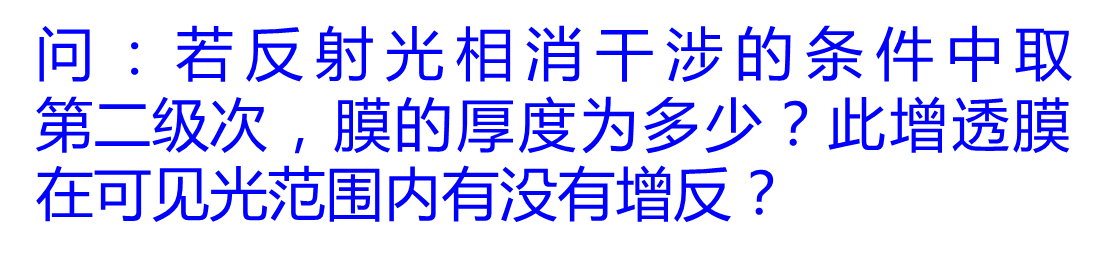 问：若反射光相消干涉的条件中取
第二级次，膜的厚度为多少？此增透膜
在可见光范围内有没有增反？